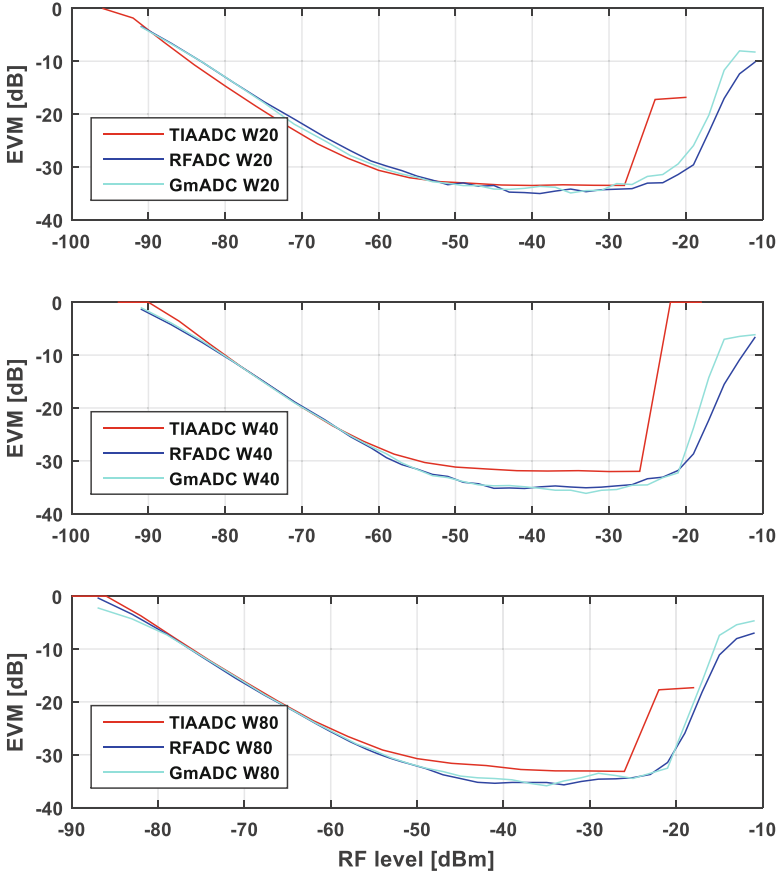 EVM [dB]
0
-10
-20
-30
-40
TIAADC W20
RFADC W20
GmADC W20
-100 -90 -80 -70 -60 -50 -40 -30 -20 -10
EVM [dB]
0
-10
-20
-30
-40
TIAADC W40
RFADC W40
GmADC W40
-100 -90 -80 -70 -60 -50 -40 -30 -20 -10
EVM [dB]
0
-10
-20
-30
-40
TIAADC W80
RFADC W80
GmADC W80
-90 -80 -70 -60 -50 -40 -30 -20 -10
RF level [dBm]